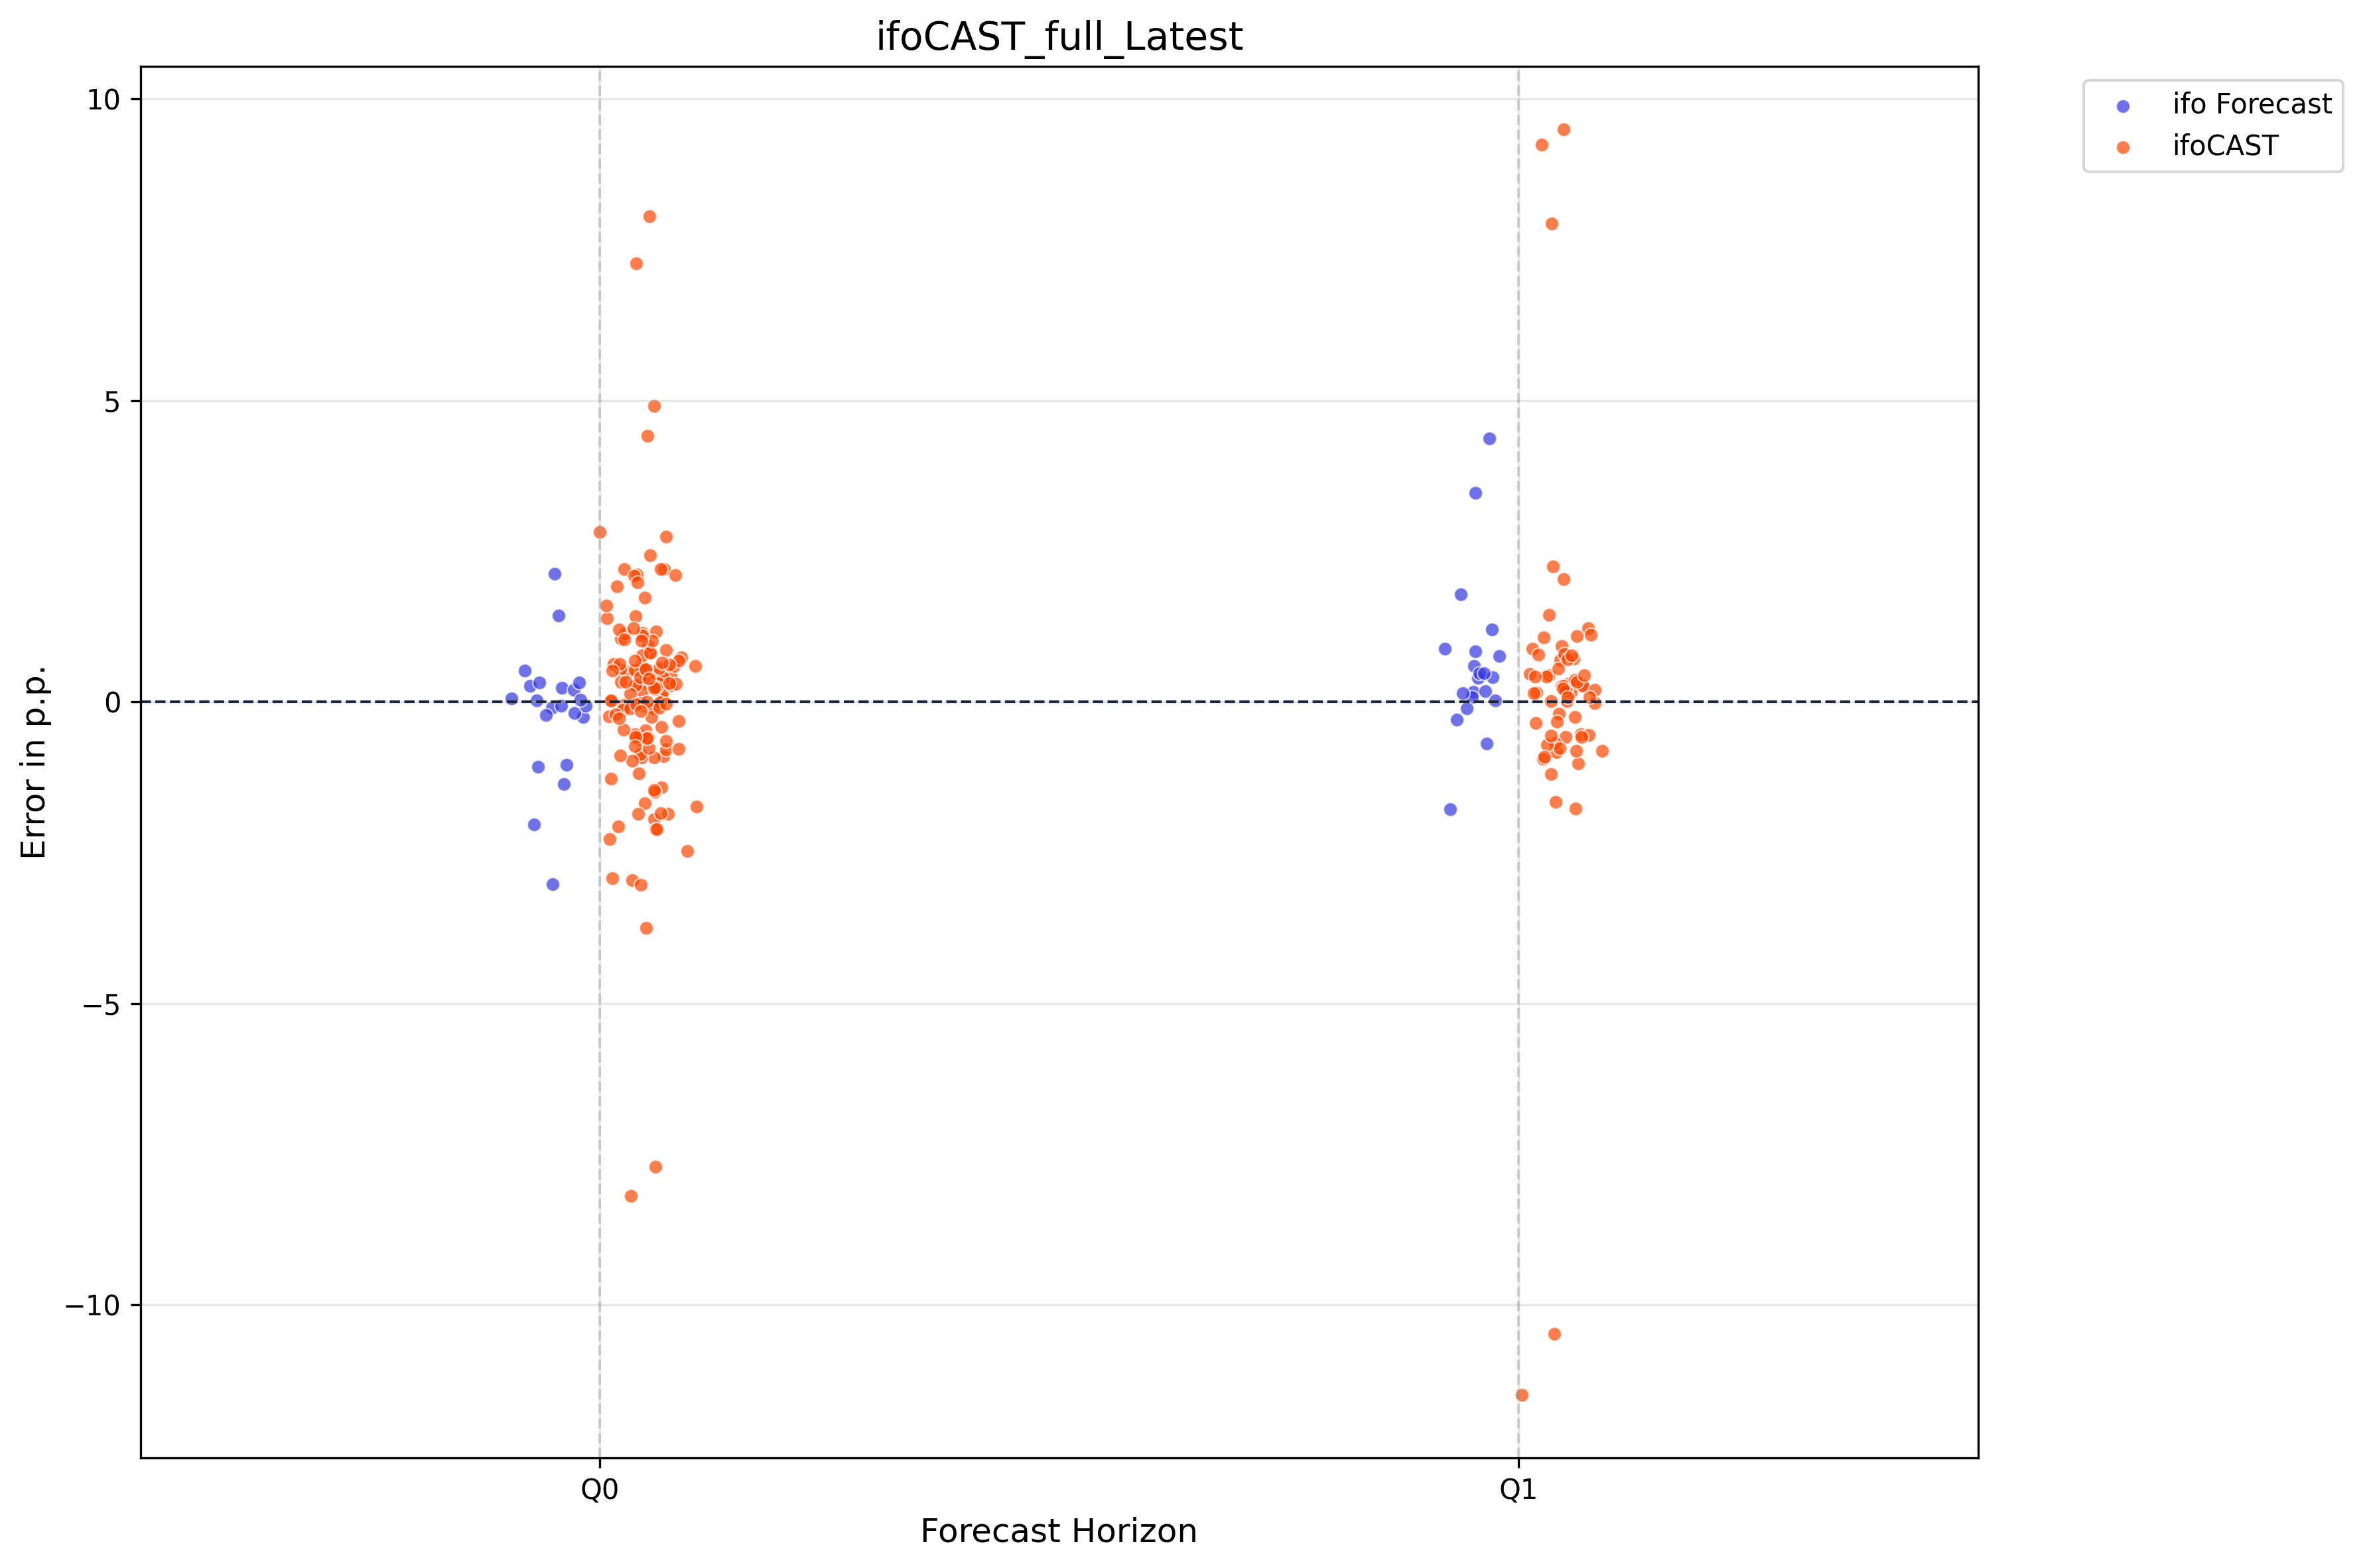 ifoCAST_full_Latest
ifo Forecast
ifoCAST
Error in p.p.
10
5
0
−5
−10
Q0
Q1
Forecast Horizon